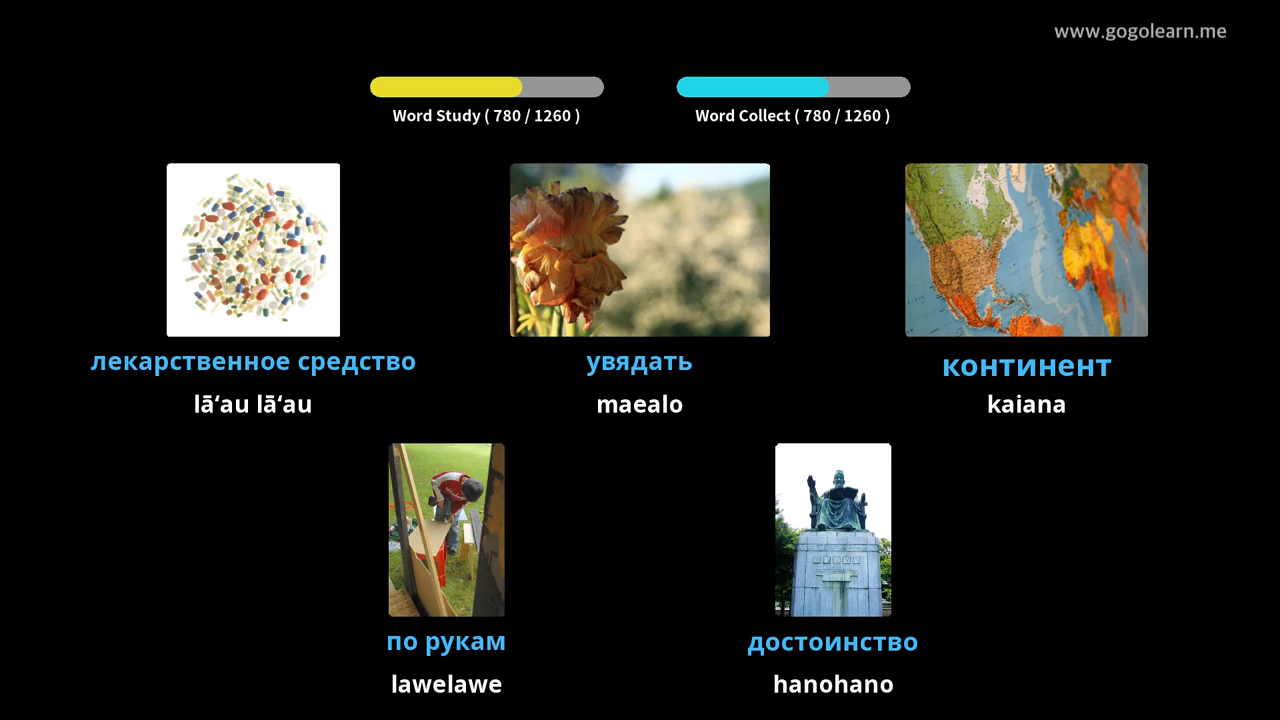 www.gogolearn.me
Word Study ( 780 / 1260 )
Word Collect ( 780 / 1260 )
лекарственное средство
lāʻau lāʻau
увядать
maealo
континент
kaiana
по рукам
lawelawe
достоинство
hanohano